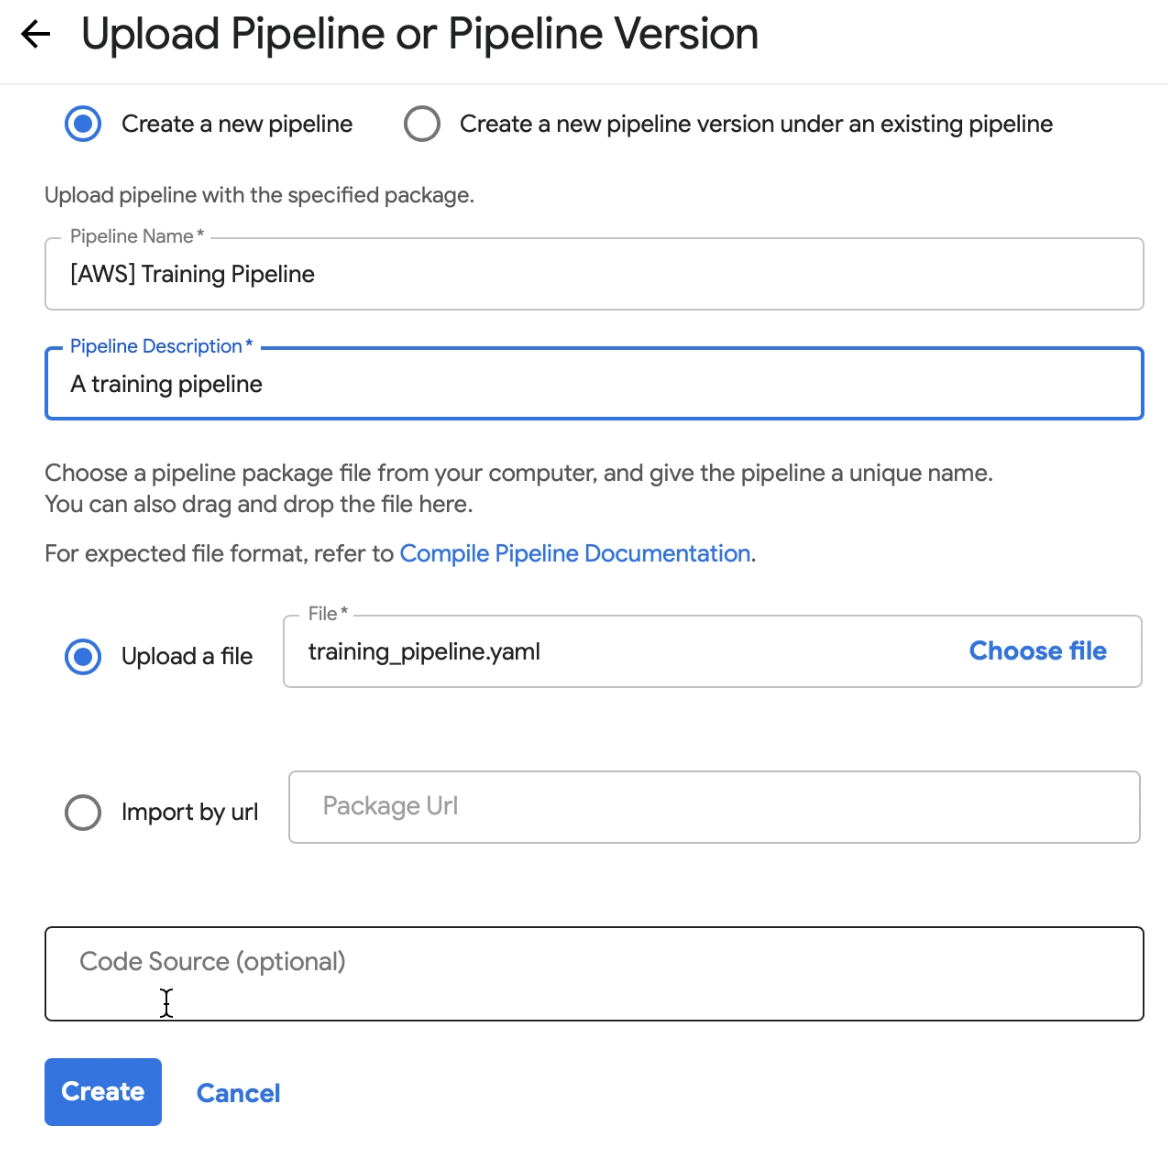 Upload Pipeline or Pipeline Version
Create a new pipeline
Create a new pipeline version under an existing pipeline
Upload pipeline with the specified package.
Pipeline Name *
[AWS] Training Pipeline
Pipeline Description *
A training pipeline
Choose a pipeline package file from your computer, and give the pipeline a unique name.
You can also drag and drop the file here.
For expected file format, refer to Compile Pipeline Documentation.
File *
Upload a file
training_pipeline.yaml
Choose file
Import by url
Package Url
Code Source (optional)
Create
Cancel